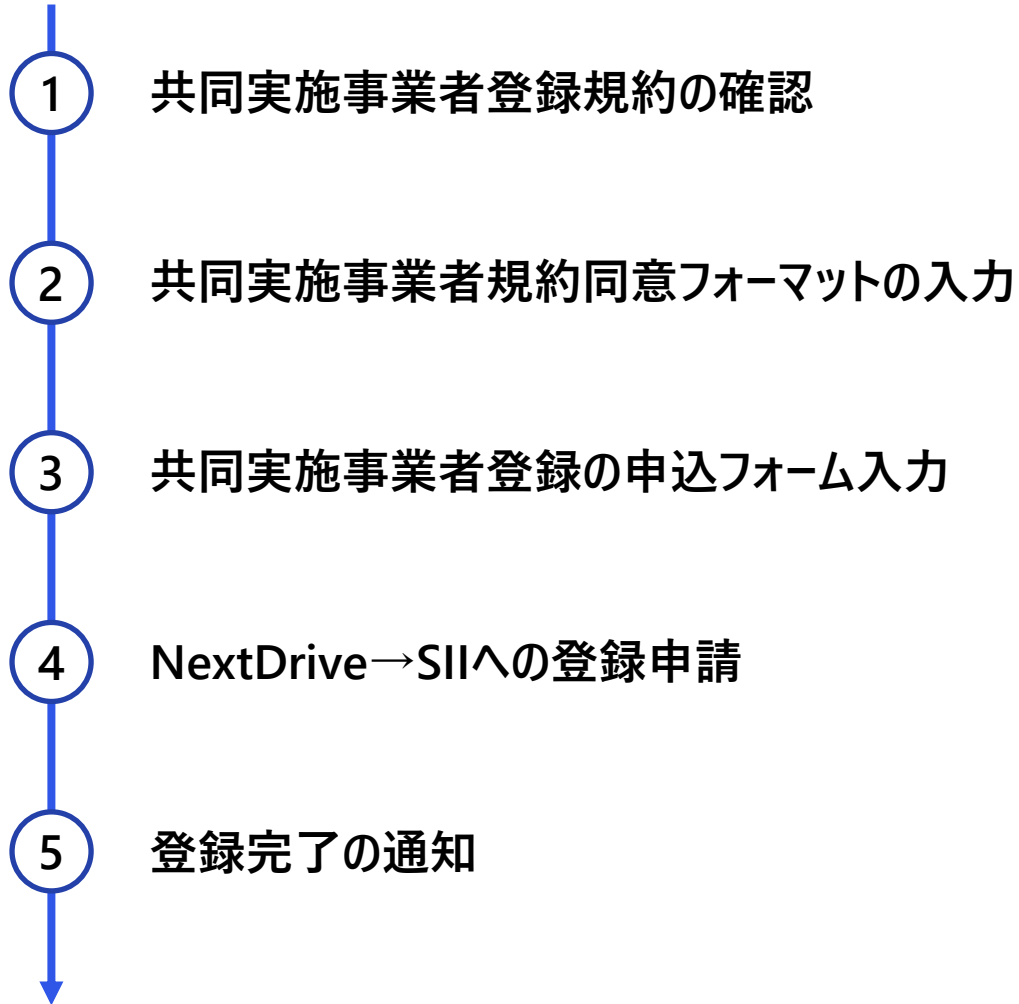 1 共同実施事業者登録規約の確認
2 共同実施事業者規約同意フォーマットの入力
3 共同実施事業者登録の申込フォーム入力
4 NextDrive→SIIへの登録申請
5 登録完了の通知